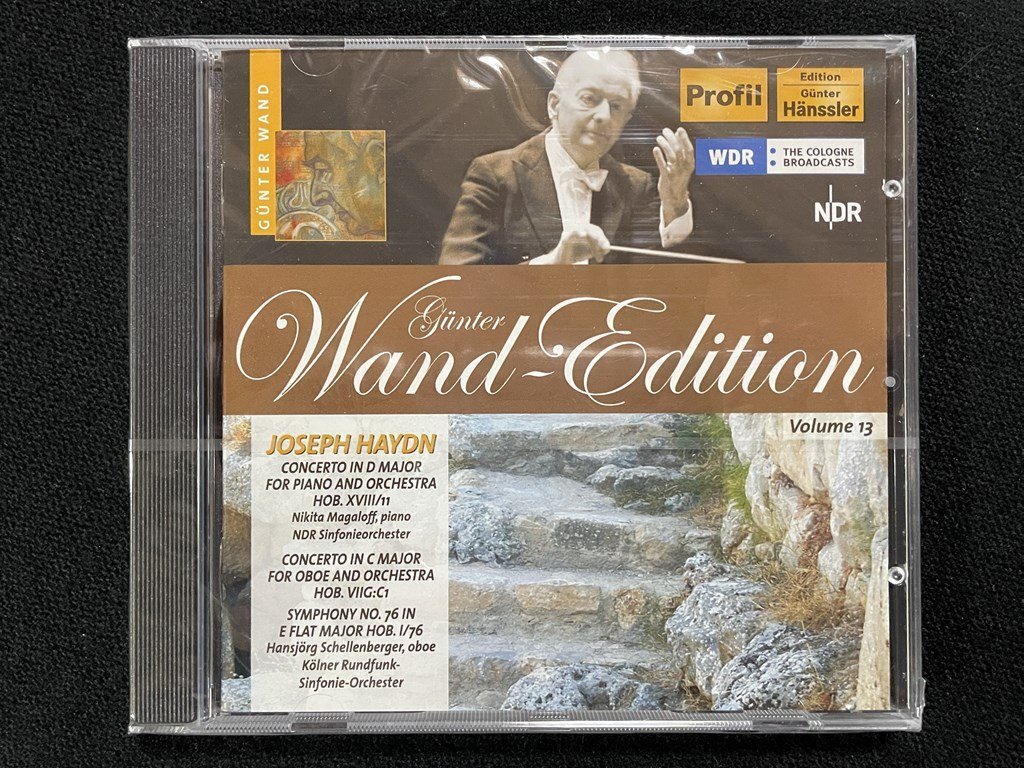 GÜNTER WAND
Profil
Edition
Günter
Hänssler
WDR
THE COLOGNE
BROADCASTS
NDR
Günter
Wand-Edition
Volume 13
JOSEPH HAYDN
CONCERTO IN D MAJOR
FOR PIANO AND ORCHESTRA
HOB. XVIII/11
Nikita Magaloff, piano
NDR Sinfonieorchester
CONCERTO IN C MAJOR
FOR OBOE AND ORCHESTRA
HOB. VIIG:C1
SYMPHONY NO. 76 IN
E FLAT MAJOR HOB. I/76
Hansjörg Schellenberger, oboe
Kölner Rundfunk-
Sinfonie-Orchester